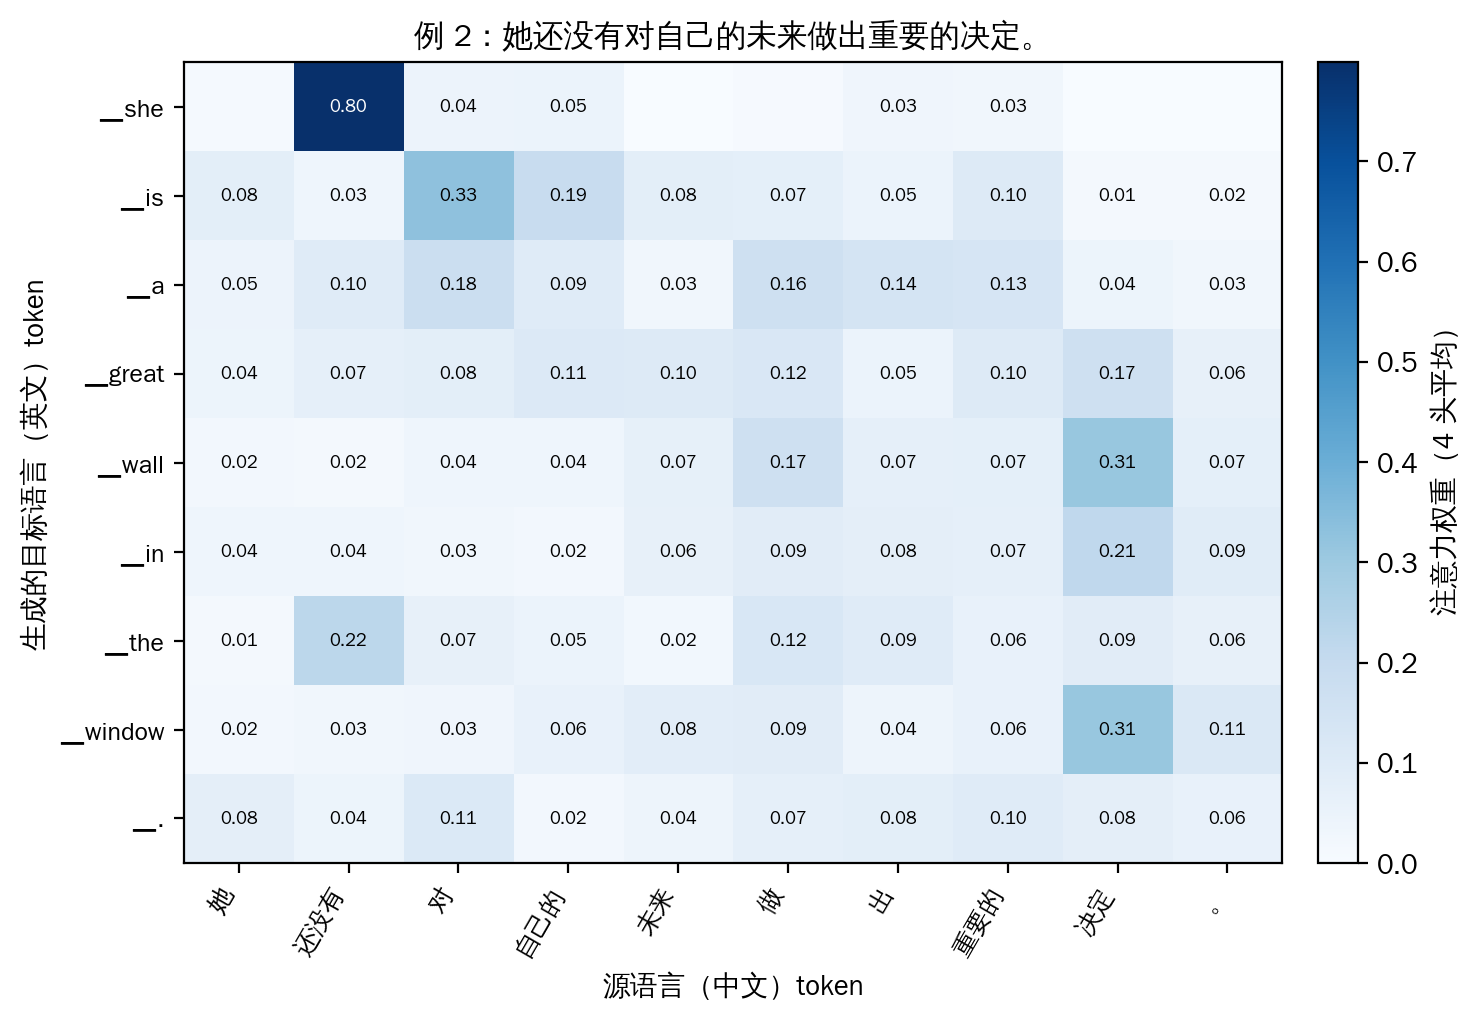 例 2：她还没有对自己的未来做出重要的决定。
生成的目标语言（英文）token
▁she 0.80 0.04 0.05 0.03 0.03
▁is 0.08 0.03 0.33 0.19 0.08 0.07 0.05 0.10 0.01 0.02
▁a 0.05 0.10 0.18 0.09 0.03 0.16 0.14 0.13 0.04 0.03
▁great 0.04 0.07 0.08 0.11 0.10 0.12 0.05 0.10 0.17 0.06
▁wall 0.02 0.02 0.04 0.04 0.07 0.17 0.07 0.07 0.31 0.07
▁in 0.04 0.04 0.03 0.02 0.06 0.09 0.08 0.07 0.21 0.09
▁the 0.01 0.22 0.07 0.05 0.02 0.12 0.09 0.06 0.09 0.06
▁window 0.02 0.03 0.03 0.06 0.08 0.09 0.04 0.06 0.31 0.11
▁. 0.08 0.04 0.11 0.02 0.04 0.07 0.08 0.10 0.08 0.06
她 还没有 对 自己的 未来 做 出 重要的 决定 。
源语言（中文）token
0.7
0.6
0.5
0.4
0.3
0.2
0.1
0.0
注意力权重（4 头平均）